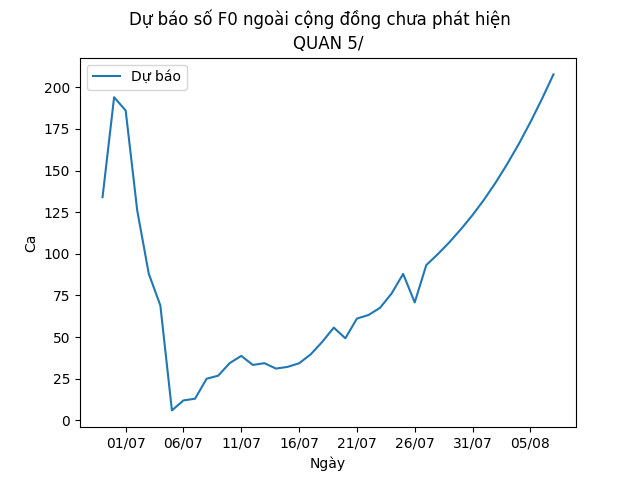 Dự báo số F0 ngoài cộng đồng chưa phát hiện
QUAN 5/
Dự báo
200
175
150
125
100
75
50
25
0
Ca
01/07 06/07 11/07 16/07 21/07 26/07 31/07 05/08
Ngày